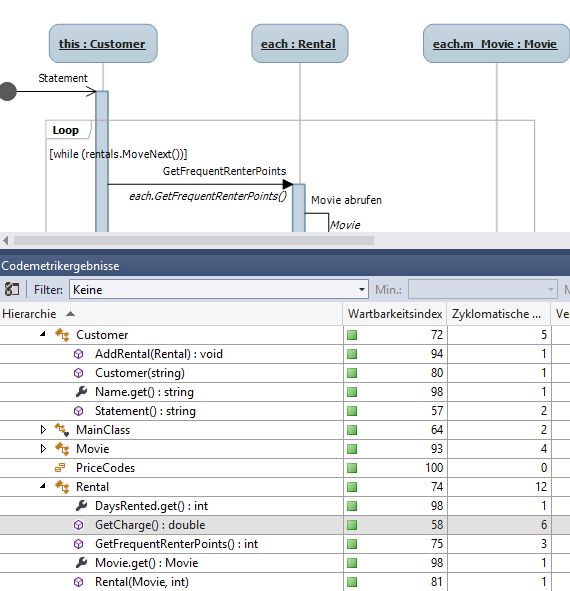 this : Customer
each : Rental
each.m_Movie : Movie
Statement
Loop
[while (rentals.MoveNext())]
GetFrequentRenterPoints
each.GetFrequentRenterPoints()
Movie abrufen
Movie
Codemetrikergebnisse
Filter: Keine Min.:
Hierarchie Wartbarkeitsindex Zyklomatische ...
Customer 72 5
AddRental(Rental) : void 94 1
Customer(string) 80 1
Name.get() : string 98 1
Statement() : string 57 2
MainClass 64 2
Movie 93 4
PriceCodes 100 0
Rental 74 12
DaysRented.get() : int 98 1
GetCharge() : double 58 6
GetFrequentRenterPoints() : int 75 3
Movie.get() : Movie 98 1
Rental(Movie, int) 81 1